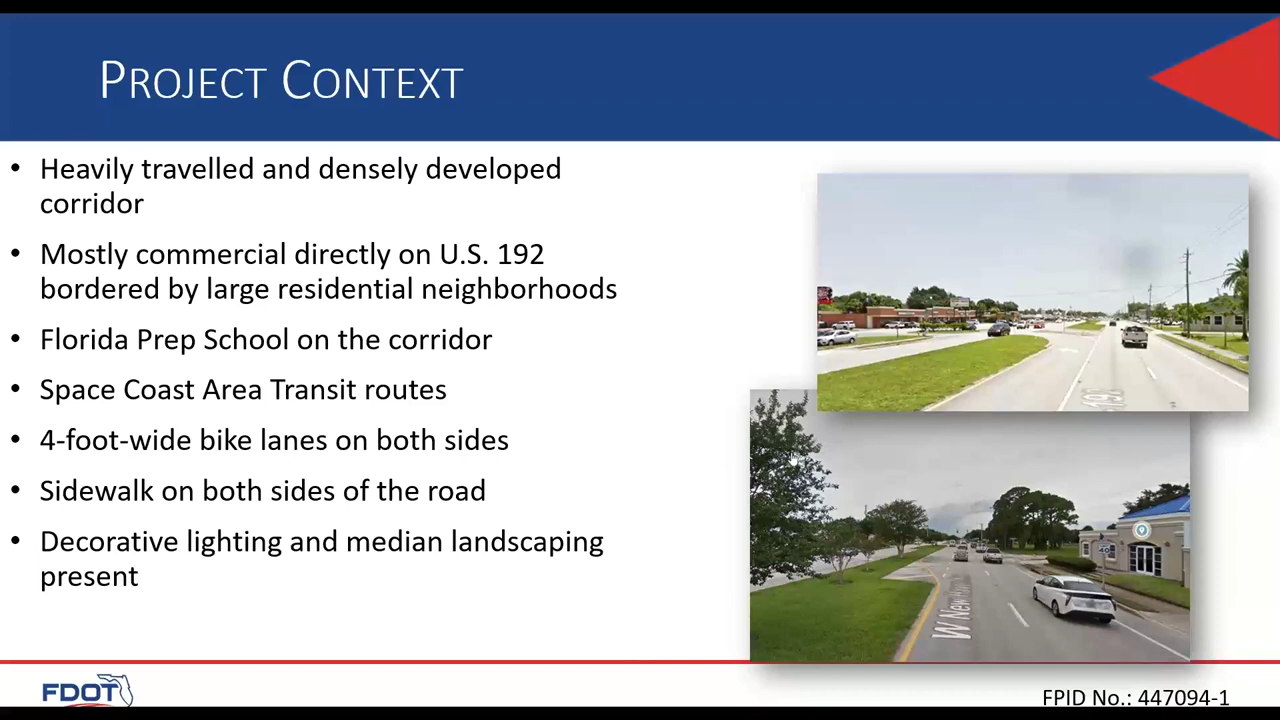 PROJECT CONTEXT
• Heavily travelled and densely developed
corridor
• Mostly commercial directly on U.S. 192
bordered by large residential neighborhoods
• Florida Prep School on the corridor
• Space Coast Area Transit routes
• 4-foot-wide bike lanes on both sides
• Sidewalk on both sides of the road
• Decorative lighting and median landscaping
present
192
W New
FDOT
FPID No.: 447094-1